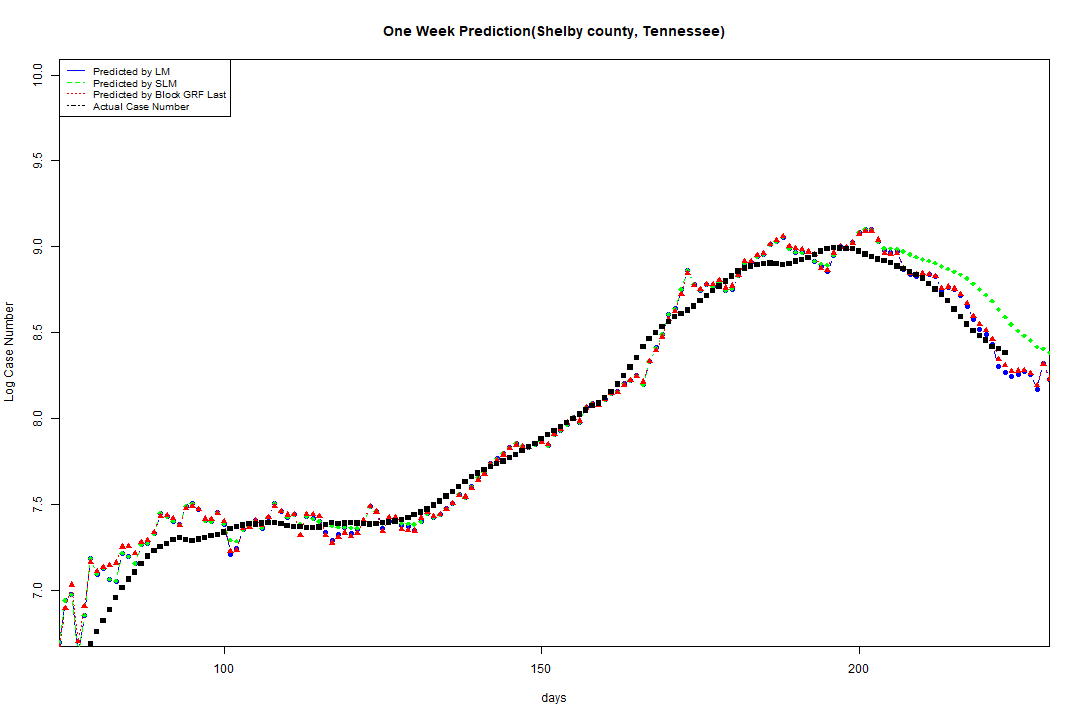 One Week Prediction(Shelby county, Tennessee)
Predicted by LM
Predicted by SLM
Predicted by Block GRF Last
Actual Case Number
10.0
9.5
9.0
8.5
8.0
7.5
7.0
Log Case Number
100
150
200
days